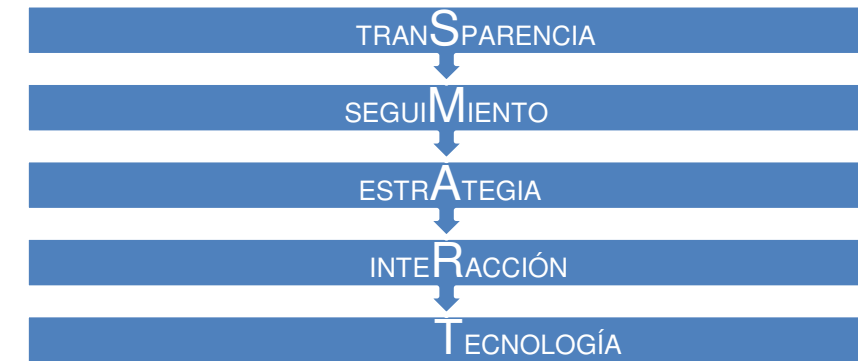 TRANSPARENCIA
SEGUIMIENTO
ESTRATEGIA
INTERACCIÓN
TECNOLOGÍA